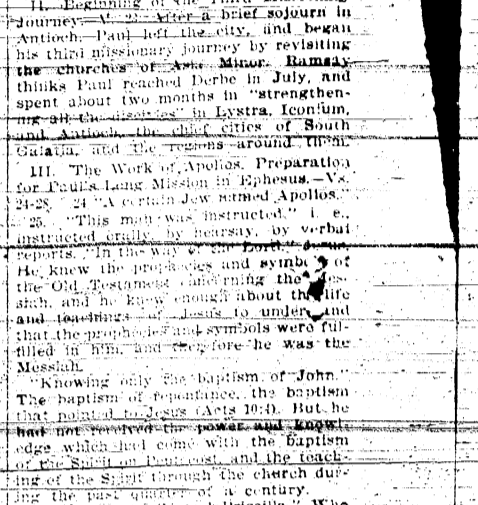 II. Beginning of the Third Missionary
Journey.—V. 23. After a brief sojourn in
Antioch, Paul left the city, and began
his third missionary journey by revisiting
the churches of Asia Minor. Ramsay
thinks Paul reached Derbe in July, and
spent about two months in "strengthen-
ing all the disciples" in Lystra, Iconium,
and Antioch, the chief cities of South
Galatia, and the regions around them.
III. The Work of Apollos, Preparation
for Paul's Long Mission in Ephesus.—Vs.
24-28. 24 "A certain Jew named Apollos."
25. "This man was instructed," i. e.,
instructed orally, by hearsay, by verbal
reports. "In the way of the Lord," Jesus.
He knew the prophecies and symbols of
the Old Testament concerning the Mes-
siah, and he knew enough about the life
and teachings of Jesus to understand
that the prophecies and symbols were ful-
filled in him, and therefore he was the
Messiah.
"Knowing only the baptism of John."
The baptism of repentance, the baptism
that pointed to Jesus (Acts 19:4). But he
had not received the power and knowl-
edge which had come with the baptism
of the Spirit on Pentecost, and the teach-
ing of the Spirit through the church dur-
ing the past quarter of a century.